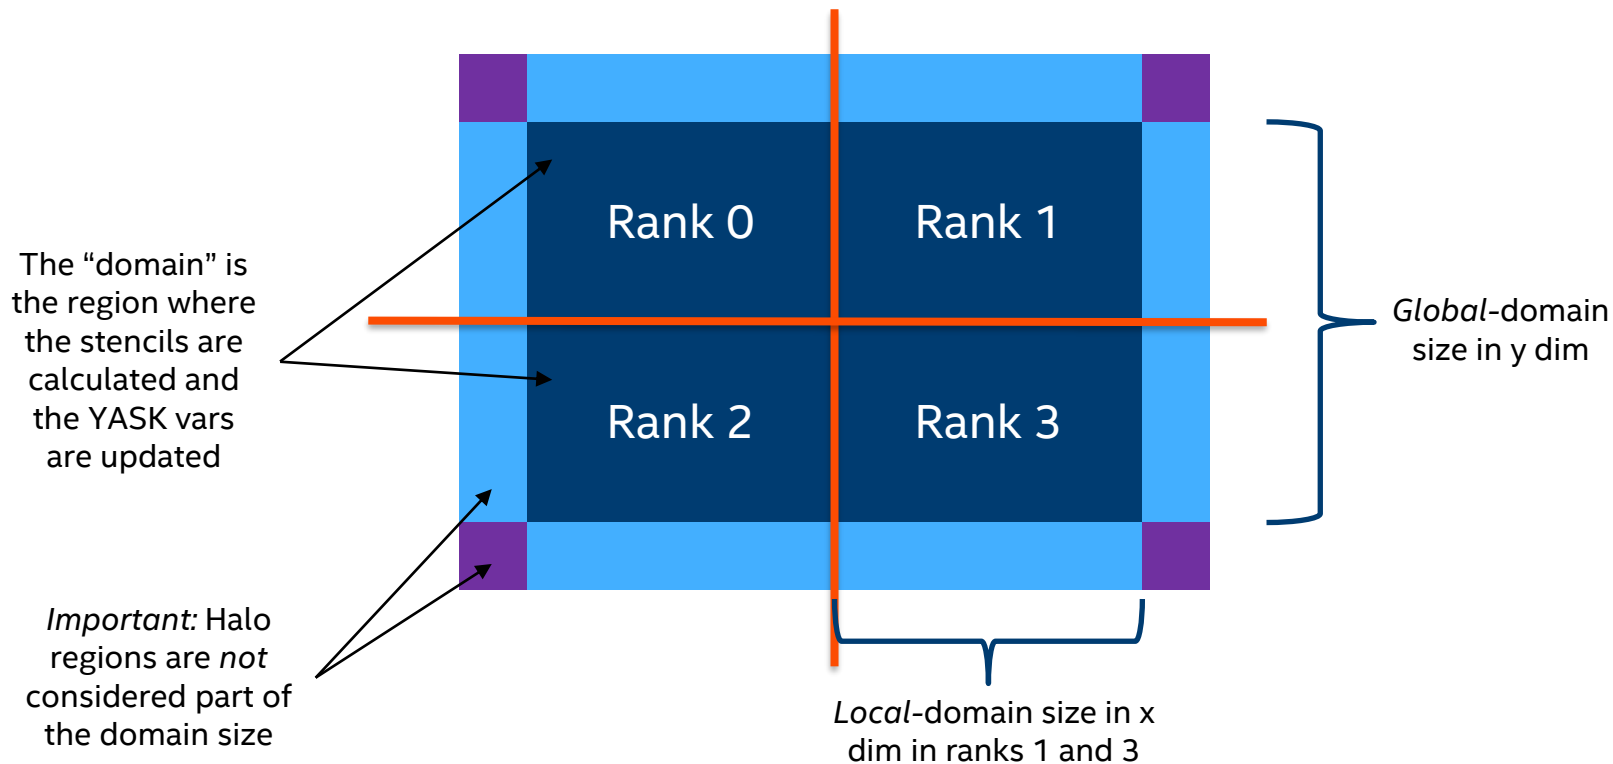 Rank 0
Rank 1
The “domain” is
the region where
the stencils are
calculated and
the YASK vars
are updated
Global-domain
size in y dim
Rank 2
Rank 3
Important: Halo
regions are not
considered part of
the domain size
Local-domain size in x
dim in ranks 1 and 3